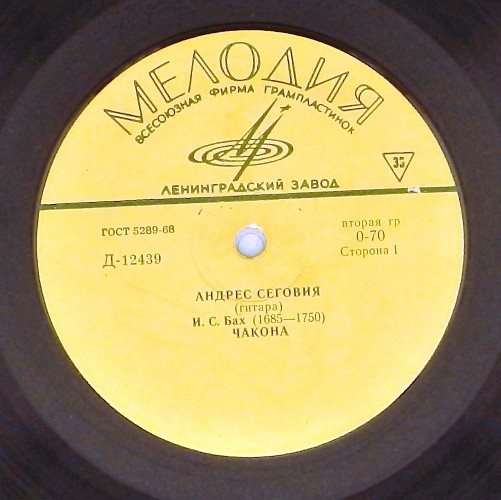 МЕЛОДИЯ
ВСЕСОЮЗНАЯ ФИРМА ГРАМПЛАСТИНОК
33
ЛЕНИНГРАДСКИЙ ЗАВОД
ГОСТ 5289-68
Д-12439
вторая гр
0-70
Сторона 1
АНДРЕС СЕГОВИЯ
(гитара)
И. С. Бах (1685—1750)
ЧАКОНА